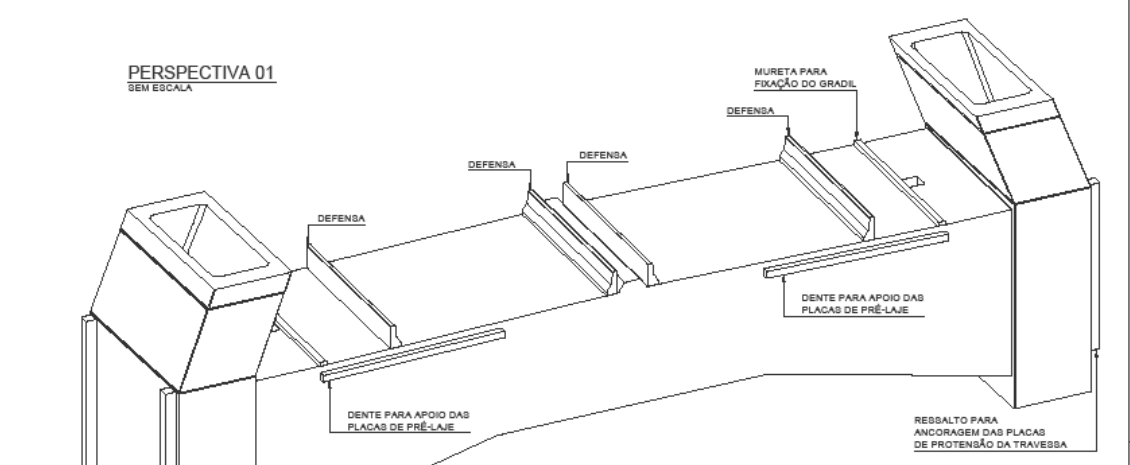 PERSPECTIVA 01
SEM ESCALA
MURETA PARA
FIXAÇÃO DO GRADIL
DEFENSA
DEFENSA
DEFENSA
DEFENSA
DENTE PARA APOIO DAS
PLACAS DE PRÉ-LAJE
DENTE PARA APOIO DAS
PLACAS DE PRÉ-LAJE
RESSALTO PARA
ANCORAGEM DAS PLACAS
DE PROTENSÃO DA TRAVESSA